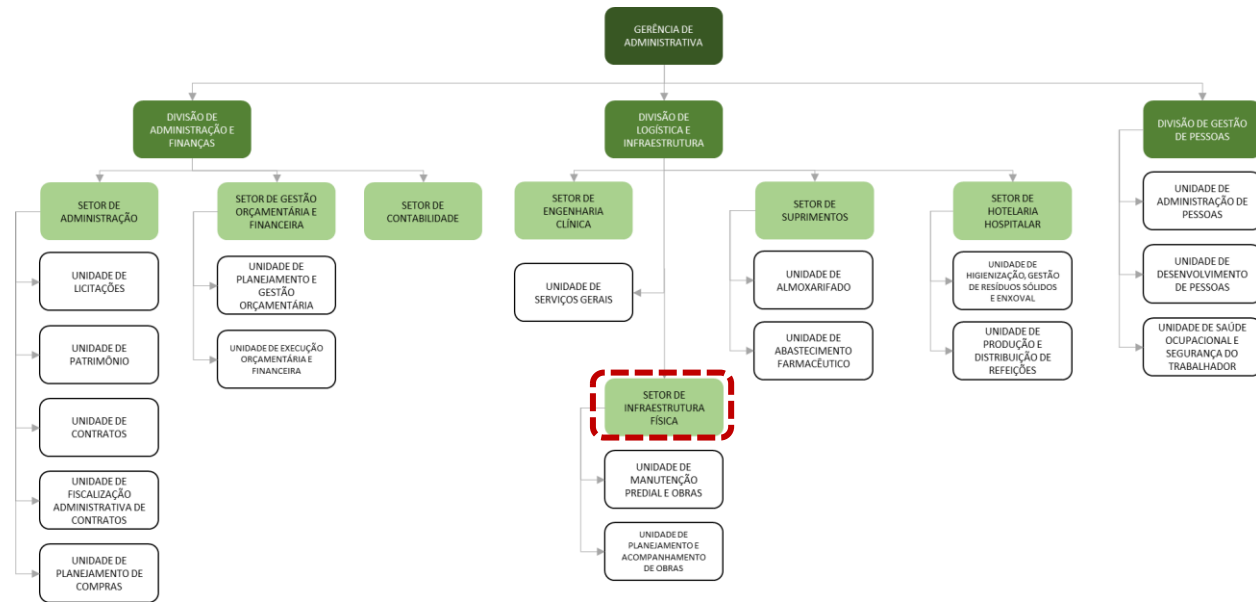 GERÊNCIA DE
ADMINISTRATIVA
DIVISÃO DE
ADMINISTRAÇÃO E
FINANÇAS
DIVISÃO DE
LOGÍSTICA E
INFRAESTRUTURA
DIVISÃO DE GESTÃO
DE PESSOAS
SETOR DE
ADMINISTRAÇÃO
SETOR DE GESTÃO
ORÇAMENTÁRIA E
FINANCEIRA
SETOR DE
CONTABILIDADE
SETOR DE
ENGENHARIA
CLÍNICA
SETOR DE
SUPRIMENTOS
SETOR DE
HOTELARIA
HOSPITALAR
UNIDADE DE
ADMINISTRAÇÃO DE
PESSOAS
UNIDADE DE
LICITAÇÕES
UNIDADE DE
PLANEJAMENTO E
GESTÃO
ORÇAMENTÁRIA
UNIDADE DE
SERVIÇOS GERAIS
UNIDADE DE
ALMOXARIFADO
UNIDADE DE
HIGIENIZAÇÃO, GESTÃO
DE RESÍDUOS SÓLIDOS
E ENXOVAL
UNIDADE DE
DESENVOLVIMENTO
DE PESSOAS
UNIDADE DE
PATRIMÔNIO
UNIDADE DE EXECUÇÃO
ORÇAMENTÁRIA E
FINANCEIRA
UNIDADE DE
ABASTECIMENTO
FARMACÊUTICO
UNIDADE DE
PRODUÇÃO E
DISTRIBUIÇÃO DE
REFEIÇÕES
UNIDADE DE SAÚDE
OCUPACIONAL E
SEGURANÇA DO
TRABALHADOR
SETOR DE
INFRAESTRUTURA
FÍSICA
UNIDADE DE
CONTRATOS
UNIDADE DE
MANUTENÇÃO
PREDIAL E OBRAS
UNIDADE DE
FISCALIZAÇÃO
ADMINISTRATIVA DE
CONTRATOS
UNIDADE DE
PLANEJAMENTO E
ACOMPANHAMENTO
DE OBRAS
UNIDADE DE
PLANEJAMENTO DE
COMPRAS